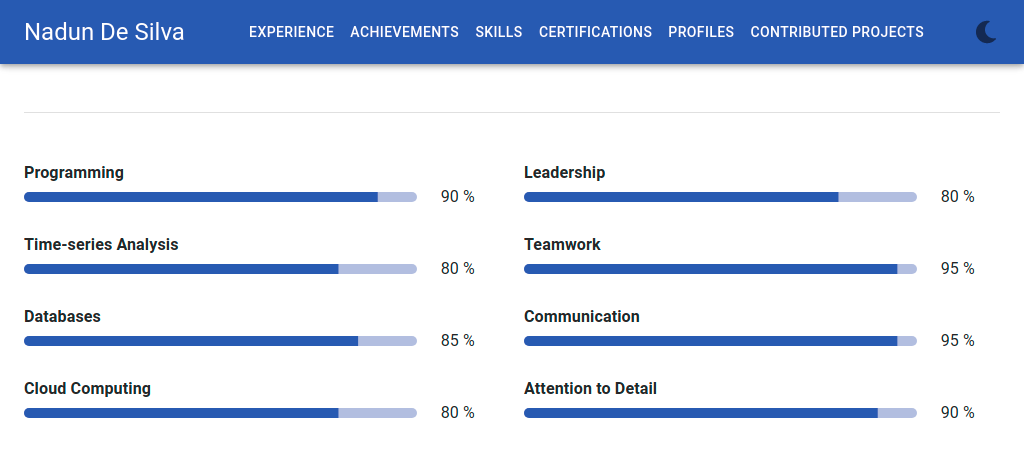 Nadun De Silva EXPERIENCE ACHIEVEMENTS SKILLS CERTIFICATIONS PROFILES CONTRIBUTED PROJECTS
Programming
90 %
Time-series Analysis
80 %
Databases
85 %
Cloud Computing
80 %
Leadership
80 %
Teamwork
95 %
Communication
95 %
Attention to Detail
90 %